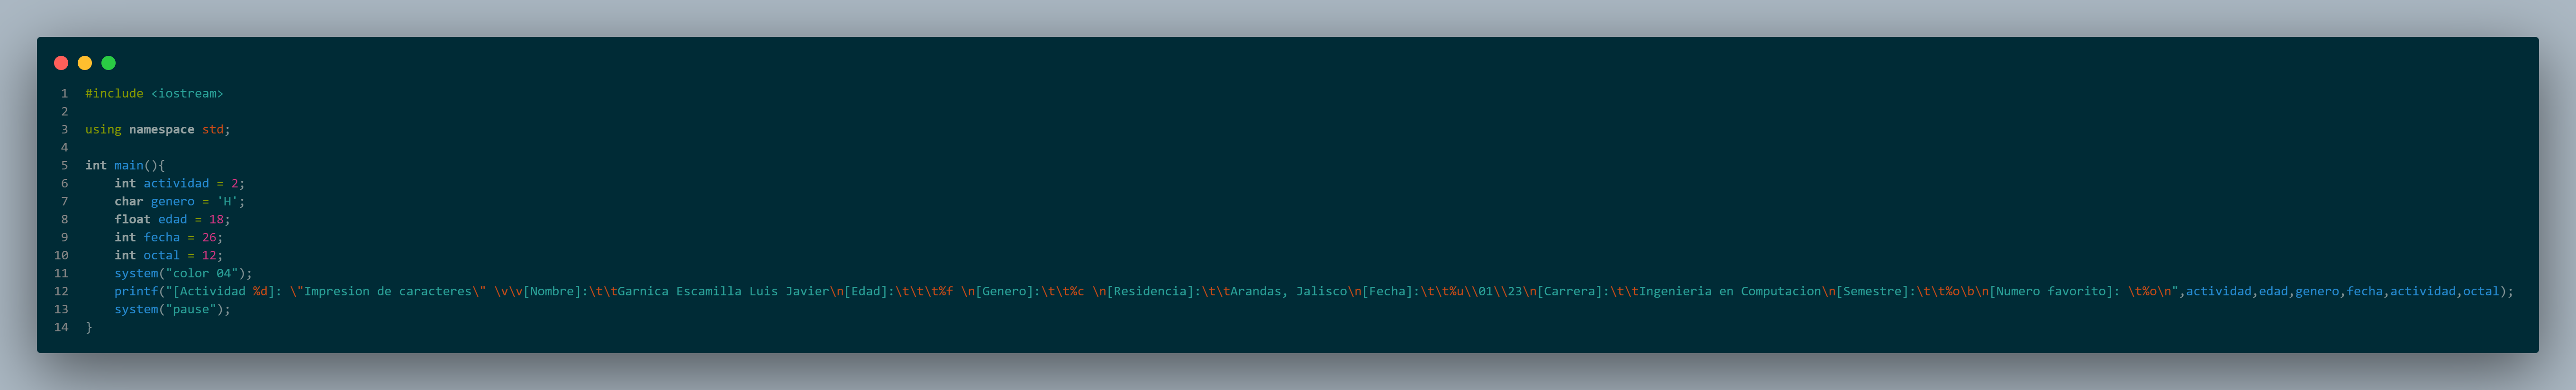 1 #include <iostream>
2
3 using namespace std;
4
5 int main(){
6     int actividad = 2;
7     char genero = 'H';
8     float edad = 18;
9     int fecha = 26;
10     int octal = 12;
11     system("color 04");
12     printf("[Actividad %d]: \"Impresion de caracteres\" \v\v[Nombre]:\t\tGarnica Escamilla Luis Javier\n[Edad]:\t\t\t%f \n[Genero]:\t\t%c \n[Residencia]:\t\tArandas, Jalisco\n[Fecha]:\t\t%u\\01\\23\n[Carrera]:\t\tIngenieria en Computacion\n[Semestre]:\t\t%o\b\n[Numero favorito]: \t%o\n",actividad,edad,genero,fecha,actividad,octal);
13     system("pause");
14 }